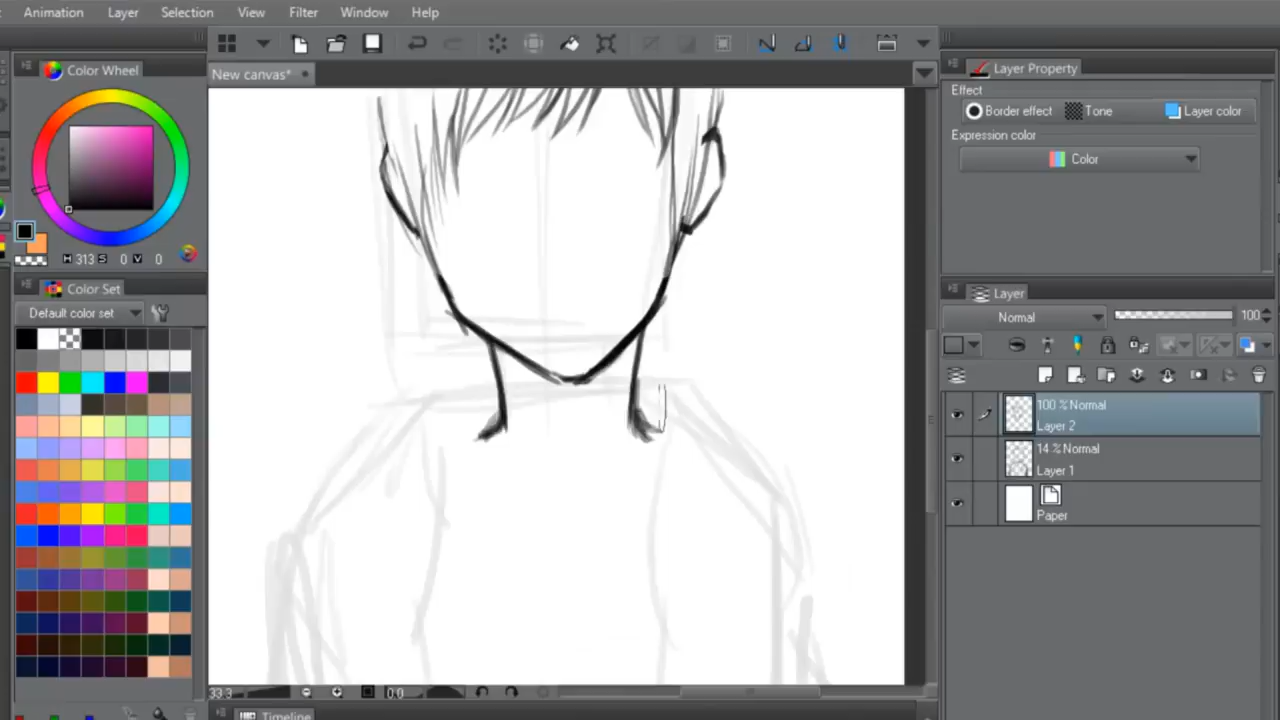 Animation Layer Selection View Filter Window Help
Color Wheel
New canvas*
Layer Property
Effect
Border effect Tone Layer color
Expression color
Color
H 313 S 0 V 0
Color Set
Default color set
Layer
Normal 100
100 % Normal
Layer 2
14 % Normal
Layer 1
Paper
33.3 0.0
Timeline